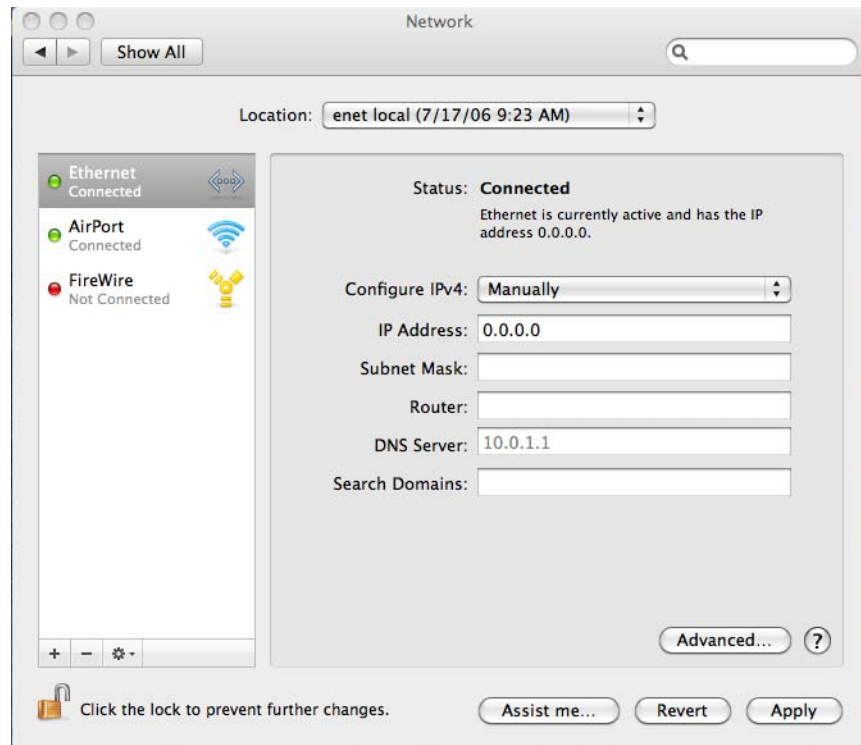 Network
Show All
Location: enet local (7/17/06 9:23 AM)
Ethernet
Connected
AirPort
Connected
FireWire
Not Connected
Status: Connected
Ethernet is currently active and has the IP
address 0.0.0.0.
Configure IPv4: Manually
IP Address: 0.0.0.0
Subnet Mask:
Router:
DNS Server: 10.0.1.1
Search Domains:
Advanced... ?
+ −
Click the lock to prevent further changes.
Assist me... Revert Apply